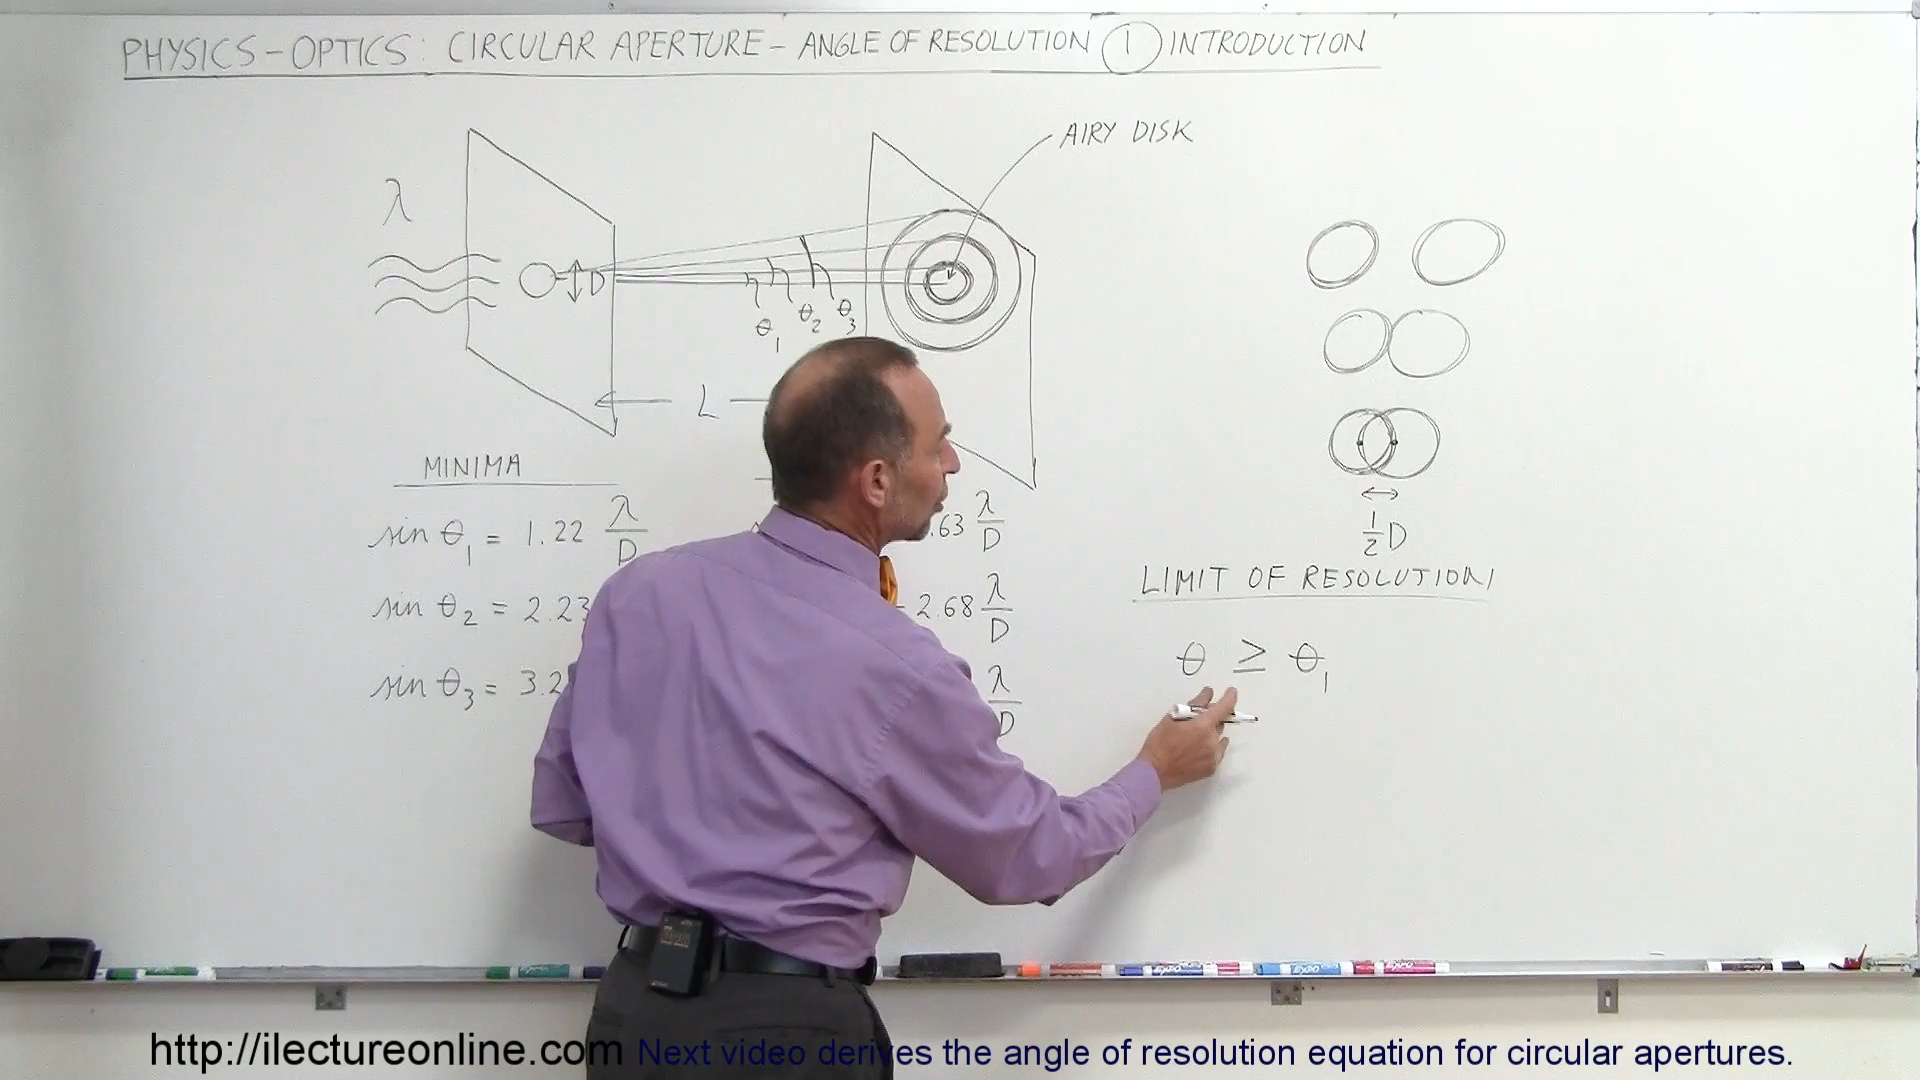 PHYSICS - OPTICS: CIRCULAR APERTURE - ANGLE OF RESOLUTION 1 INTRODUCTION
AIRY DISK
λ
D
θ₁ θ₂ θ₃
L
½D
MINIMA
sin θ₁ = 1.22 λ/D
.63 λ/D
sin θ₂ = 2.23
2.68 λ/D
sin θ₃ = 3.2
λ/D
LIMIT OF RESOLUTION
θ ≥ θ₁
http://ilectureonline.com Next video derives the angle of resolution equation for circular apertures.